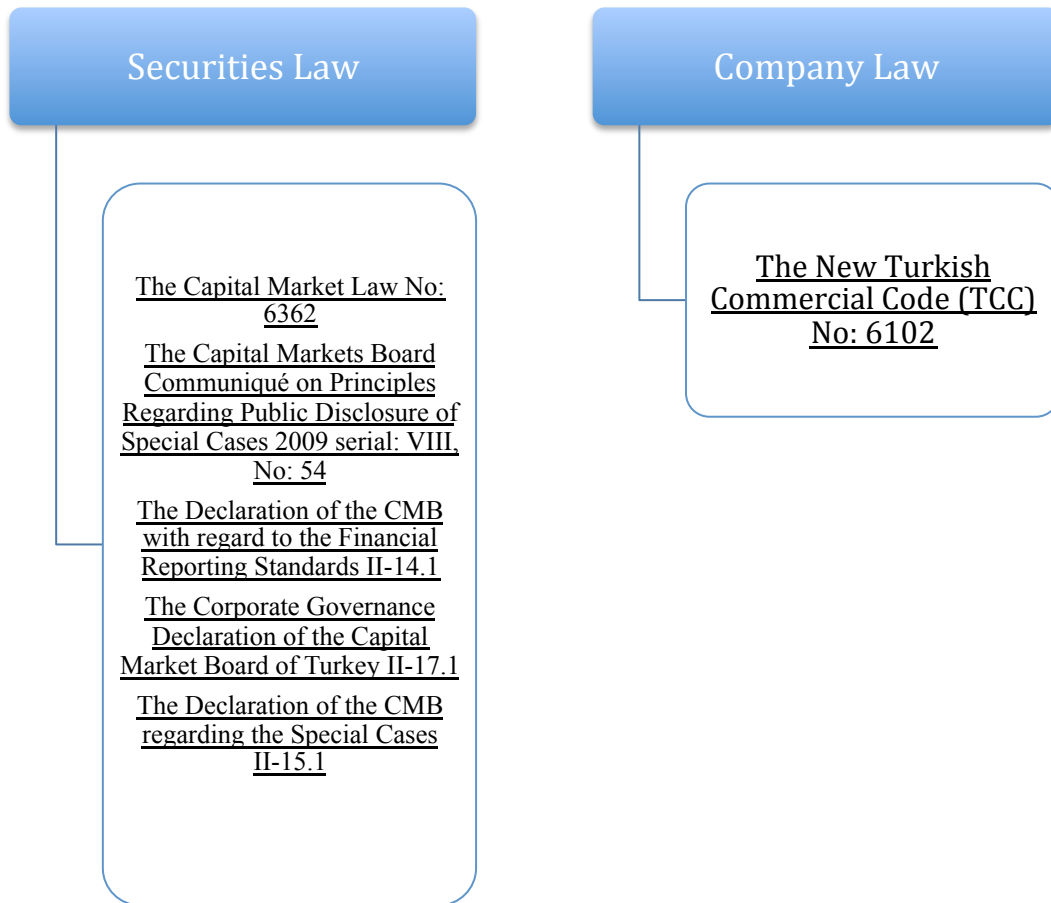 Securities Law
The Capital Market Law No:
6362
The Capital Markets Board
Communiqué on Principles
Regarding Public Disclosure of
Special Cases 2009 serial: VIII,
No: 54
The Declaration of the CMB
with regard to the Financial
Reporting Standards II-14.1
The Corporate Governance
Declaration of the Capital
Market Board of Turkey II-17.1
The Declaration of the CMB
regarding the Special Cases
II-15.1
Company Law
The New Turkish
Commercial Code (TCC)
No: 6102